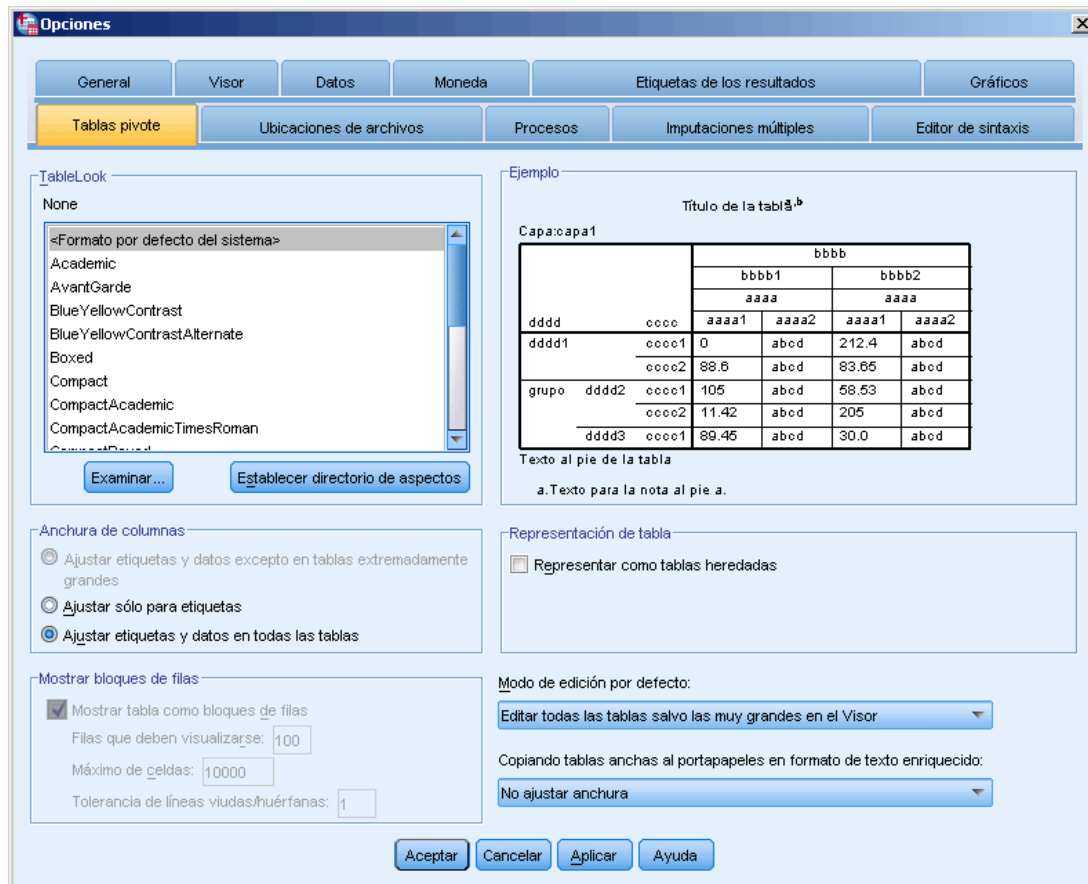 Opciones
General Visor Datos Moneda Etiquetas de los resultados Gráficos
Tablas pivote Ubicaciones de archivos Procesos Imputaciones múltiples Editor de sintaxis
TableLook
None
<Formato por defecto del sistema>
Academic
AvantGarde
BlueYellowContrast
BlueYellowContrastAlternate
Boxed
Compact
CompactAcademic
CompactAcademicTimesRoman
Examinar... Establecer directorio de aspectos
Ejemplo
Título de la tabla a,b
Capa:capa1
bbbb
bbbb1 bbbb2
aaaa aaaa
dddd cccc aaaa1 aaaa2 aaaa1 aaaa2
dddd1 cccc1 0 abcd 212.4 abcd
cccc2 88.6 abcd 83.65 abcd
grupo dddd2 cccc1 105 abcd 58.53 abcd
cccc2 11.42 abcd 205 abcd
dddd3 cccc1 89.45 abcd 30.0 abcd
Texto al pie de la tabla
a.Texto para la nota al pie a.
Anchura de columnas
Ajustar etiquetas y datos excepto en tablas extremadamente
grandes
Ajustar sólo para etiquetas
Ajustar etiquetas y datos en todas las tablas
Representación de tabla
Representar como tablas heredadas
Mostrar bloques de filas
Mostrar tabla como bloques de filas
Filas que deben visualizarse: 100
Máximo de celdas: 10000
Tolerancia de líneas viudas/huérfanas: 1
Modo de edición por defecto:
Editar todas las tablas salvo las muy grandes en el Visor
Copiando tablas anchas al portapapeles en formato de texto enriquecido:
No ajustar anchura
Aceptar Cancelar Aplicar Ayuda